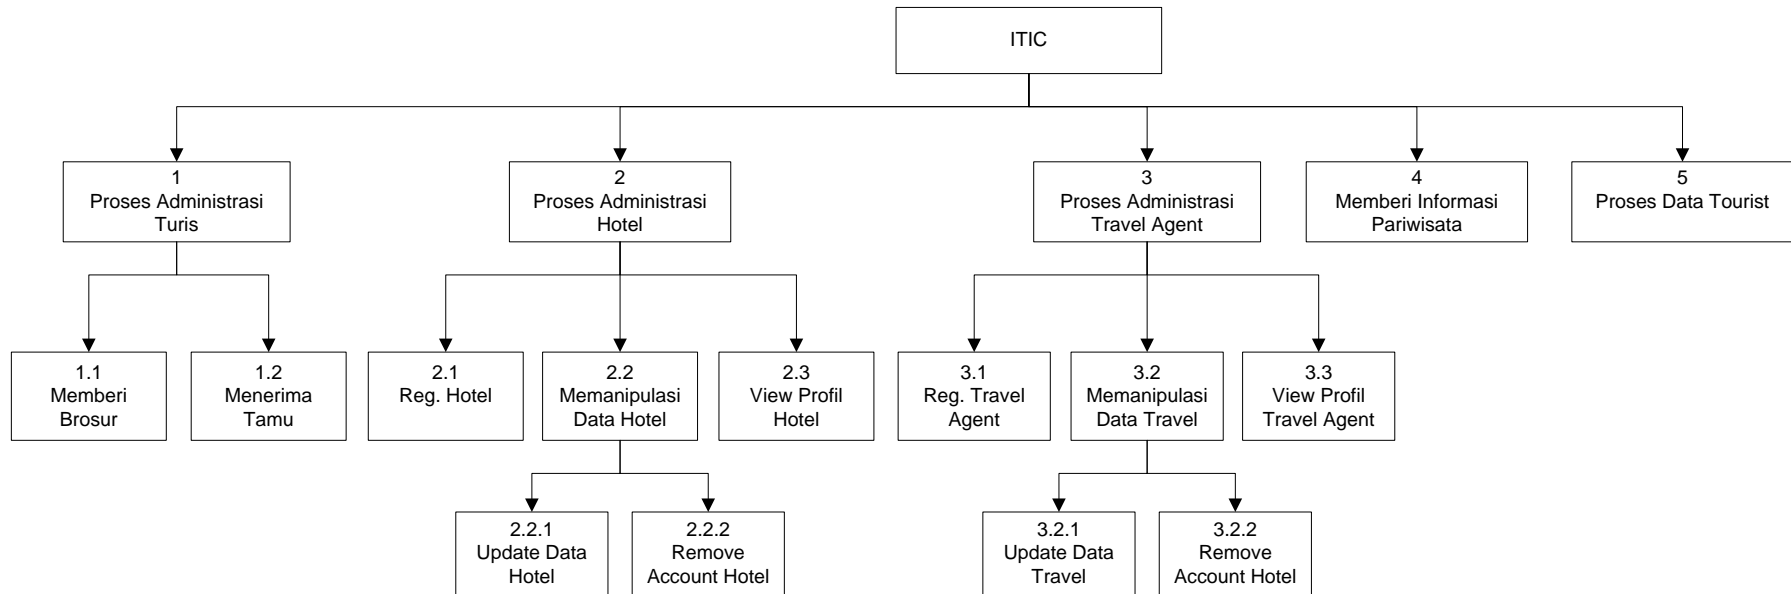 ITIC
1
Proses Administrasi
Turis
2
Proses Administrasi
Hotel
3
Proses Administrasi
Travel Agent
4
Memberi Informasi
Pariwisata
5
Proses Data Tourist
1.1
Memberi
Brosur
1.2
Menerima
Tamu
2.1
Reg. Hotel
2.2
Memanipulasi
Data Hotel
2.3
View Profil
Hotel
3.1
Reg. Travel
Agent
3.2
Memanipulasi
Data Travel
3.3
View Profil
Travel Agent
2.2.1
Update Data
Hotel
2.2.2
Remove
Account Hotel
3.2.1
Update Data
Travel
3.2.2
Remove
Account Hotel